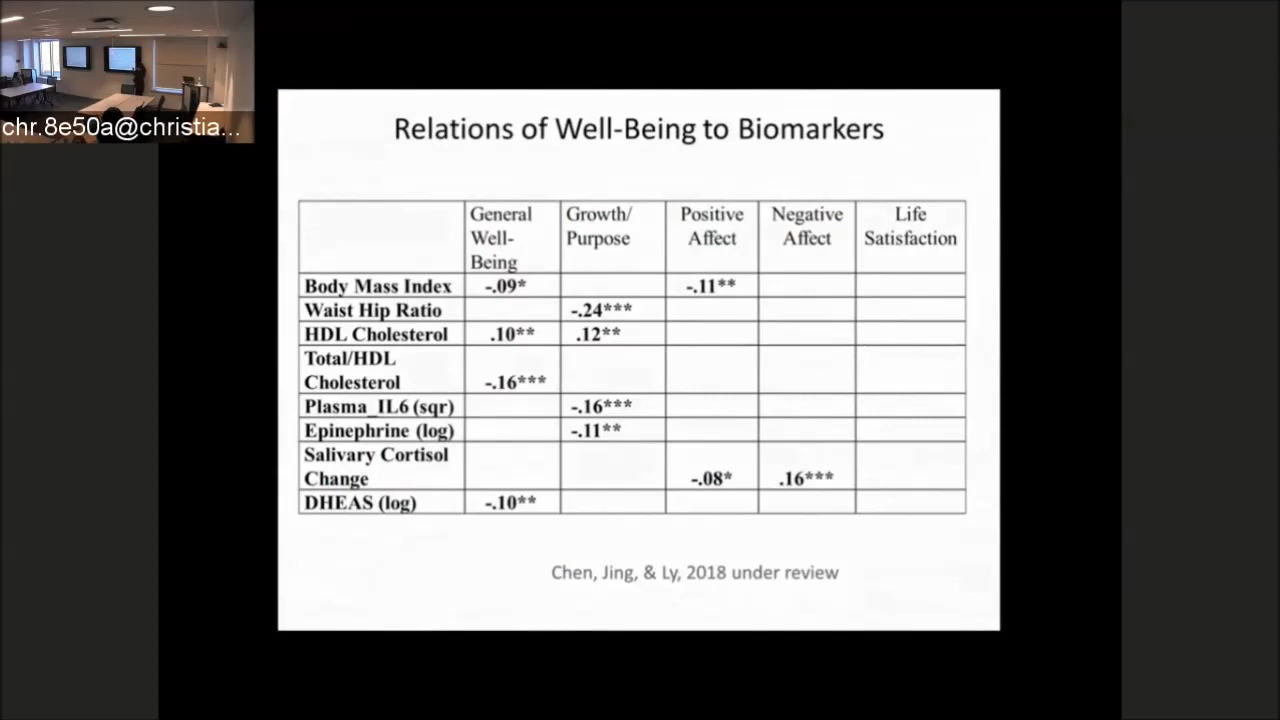 chr.8e50a@christia...
Relations of Well-Being to Biomarkers
General Well-Being Growth/Purpose Positive Affect Negative Affect Life Satisfaction
Body Mass Index -.09* -.11**
Waist Hip Ratio -.24***
HDL Cholesterol .10** .12**
Total/HDL
Cholesterol -.16***
Plasma_IL6 (sqr) -.16***
Epinephrine (log) -.11**
Salivary Cortisol
Change -.08* .16***
DHEAS (log) -.10**
Chen, Jing, & Ly, 2018 under review